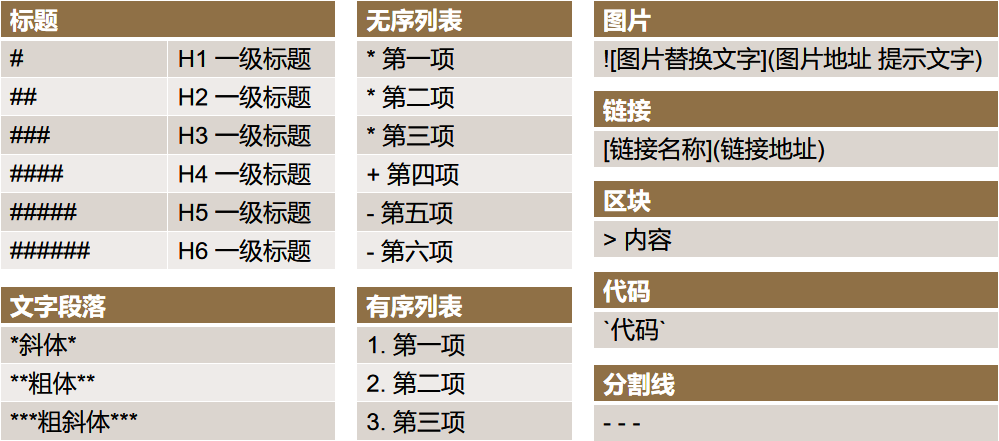 标题
# H1 一级标题
## H2 一级标题
### H3 一级标题
#### H4 一级标题
##### H5 一级标题
###### H6 一级标题
文字段落
*斜体*
**粗体**
***粗斜体***
无序列表
* 第一项
* 第二项
* 第三项
+ 第四项
- 第五项
- 第六项
有序列表
1. 第一项
2. 第二项
3. 第三项
图片
![图片替换文字](图片地址 提示文字)
链接
[链接名称](链接地址)
区块
> 内容
代码
`代码`
分割线
- - -